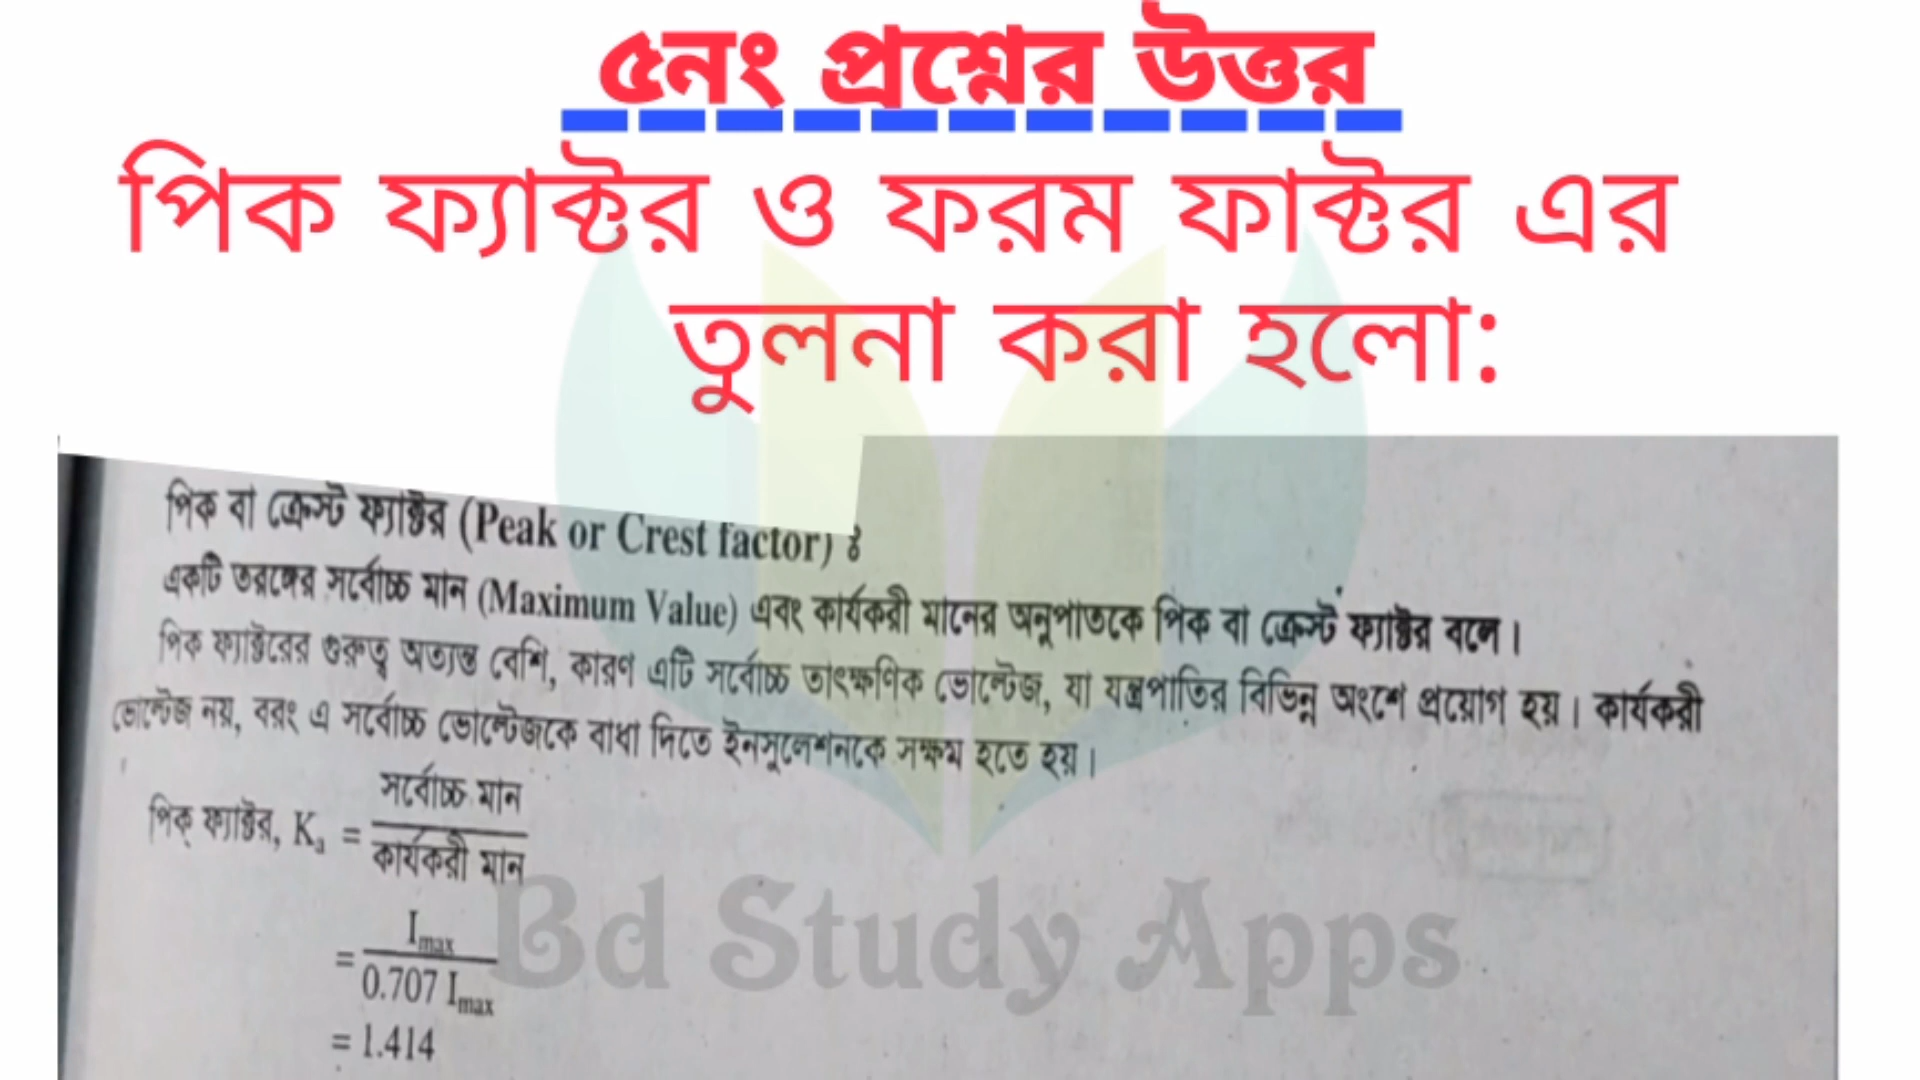 ৫নং প্রশ্নের উত্তর
পিক ফ্যাক্টর ও ফরম ফাক্টর এর
তুলনা করা হলো:
পিক বা ক্রেস্ট ফ্যাক্টর (Peak or Crest factor) ঃ
একটি তরঙ্গের সর্বোচ্চ মান (Maximum Value) এবং কার্যকরী মানের অনুপাতকে পিক বা ক্রেস্ট ফ্যাক্টর বলে।
পিক ফ্যাক্টরের গুরুত্ব অত্যন্ত বেশি, কারণ এটি সর্বোচ্চ তাৎক্ষণিক ভোল্টেজ, যা যন্ত্রপাতির বিভিন্ন অংশে প্রয়োগ হয়। কার্যকরী
ভোল্টেজ নয়, বরং এ সর্বোচ্চ ভোল্টেজকে বাধা দিতে ইনসুলেশনকে সক্ষম হতে হয়।
পিক্ ফ্যাক্টর, Kₐ = সর্বোচ্চ মান
কার্যকরী মান
= Imax
0.707 Imax
= 1.414
Bd Study Apps